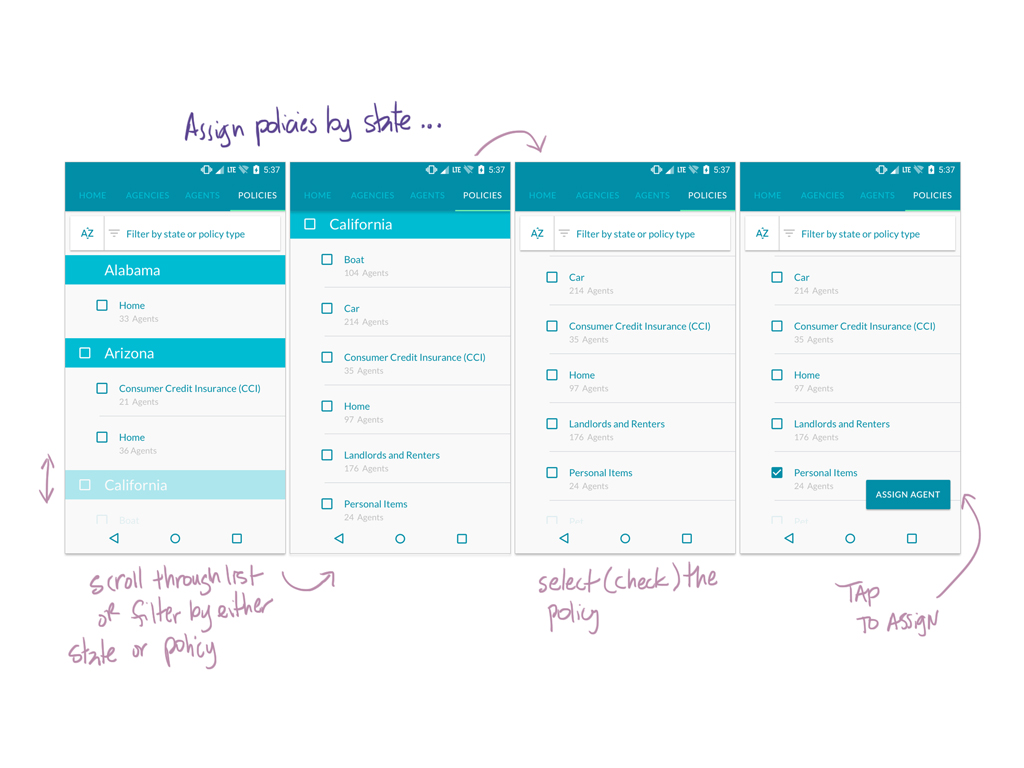 Assign policies by state ...
LTE 5:37
HOME AGENCIES AGENTS POLICIES
AZ Filter by state or policy type
Alabama
Home
33 Agents
Arizona
Consumer Credit Insurance (CCI)
21 Agents
Home
36 Agents
California
Boat
LTE 5:37
HOME AGENCIES AGENTS POLICIES
California
Boat
104 Agents
Car
214 Agents
Consumer Credit Insurance (CCI)
35 Agents
Home
97 Agents
Landlords and Renters
176 Agents
Personal Items
24 Agents
LTE 5:37
HOME AGENCIES AGENTS POLICIES
AZ Filter by state or policy type
Car
214 Agents
Consumer Credit Insurance (CCI)
35 Agents
Home
97 Agents
Landlords and Renters
176 Agents
Personal Items
24 Agents
LTE 5:37
HOME AGENCIES AGENTS POLICIES
AZ Filter by state or policy type
Car
214 Agents
Consumer Credit Insurance (CCI)
35 Agents
Home
97 Agents
Landlords and Renters
176 Agents
Personal Items
24 Agents
ASSIGN AGENT
scroll through list
or filter by either
state or policy
select (check) the
policy
TAP
TO ASSIGN